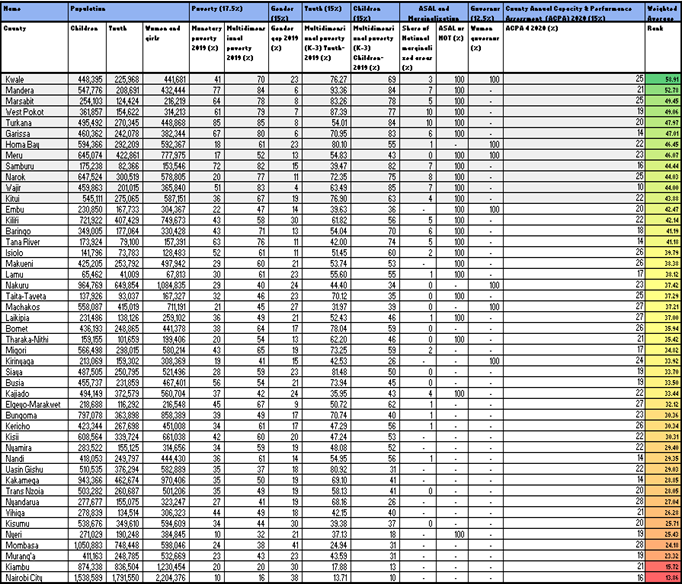 Name Population Poverty (17.5%) Gender (15%) Youth (15%) Children (15%) ASAL and Marginalization Governor (12.5%) County Annual Capacity & Performance Assessment (ACPA) 2020 (15%) Weighted Average
County Children Youth Women and girls Monetary poverty 2019 (%) Multidimensional poverty 2019 (%) Gender gap 2019 (%) Multidimensional poverty (K-3) Youth-2019 (%) Multidimensional poverty (K-3) Children-2019 (%) Share of National marginalized areas (%) ASAL or NOT (%) Women governor (%) ACPA 4 2020 (%) Rank
Kwale 448,395 225,968 441,681 41 70 23 76.27 69 3 100 100 25 58.91
Mandera 547,776 208,691 432,444 77 84 6 93.36 84 7 100 - 21 52.78
Marsabit 254,103 124,424 216,219 64 78 8 83.26 78 5 100 - 25 49.45
West Pokot 361,857 154,622 314,213 61 79 7 87.39 77 10 100 - 19 49.06
Turkana 495,492 270,345 448,868 85 85 8 54.01 84 10 100 - 20 47.97
Garissa 460,362 242,078 382,344 67 80 6 70.95 83 6 100 - 14 47.01
Homa Bay 594,366 292,209 592,367 18 61 23 80.10 55 1 - 100 22 46.45
Meru 645,074 422,861 777,975 17 52 13 54.83 43 0 100 100 23 46.07
Samburu 175,238 82,366 153,546 72 82 15 39.47 82 7 100 - 16 44.44
Narok 647,524 300,519 578,805 20 77 11 72.35 75 8 100 - 25 44.03
Wajir 459,863 201,015 365,840 51 83 4 63.49 85 7 100 - 10 44.00
Kitui 545,111 275,065 587,151 36 67 19 76.90 63 4 100 - 22 43.88
Embu 230,850 167,733 304,367 22 47 14 39.63 36 - 100 100 20 42.47
Kilifi 721,922 407,429 749,673 43 58 30 61.82 56 5 100 - 22 42.14
Baringo 349,005 177,064 330,428 43 71 13 54.04 70 6 100 - 18 41.19
Tana River 173,924 79,100 157,391 63 76 11 42.00 74 5 100 - 14 41.18
Isiolo 141,796 73,783 128,483 52 61 11 51.45 60 2 100 - 26 39.79
Makueni 425,205 253,792 497,942 29 60 21 53.74 53 - 100 - 26 38.38
Lamu 65,462 41,009 67,813 30 61 23 55.60 55 1 100 - 17 38.12
Nakuru 964,769 649,854 1,084,835 29 40 24 44.40 34 0 - 100 23 37.42
Taita-Taveta 137,926 93,037 167,327 32 46 23 70.12 35 0 100 - 25 37.29
Machakos 558,087 415,019 711,191 21 45 27 31.97 39 0 - 100 21 37.21
Laikipia 231,486 138,126 259,102 36 49 21 52.43 46 1 100 - 27 37.00
Bomet 436,193 248,865 441,378 38 64 17 78.04 59 0 - - 26 35.94
Tharaka-Nithi 159,155 101,659 199,406 20 54 13 62.20 46 0 100 - 21 35.42
Migori 566,498 298,015 580,214 43 65 19 73.25 59 2 - - 17 34.02
Kirinyaga 213,069 159,302 308,369 19 41 15 42.53 26 - - 100 24 33.92
Siaya 487,505 250,795 521,496 28 59 23 81.48 50 0 - - 19 33.70
Busia 455,737 231,859 467,401 56 54 21 73.94 45 0 - - 19 33.50
Kajiado 494,149 372,579 560,704 37 42 24 35.95 43 4 100 - 22 33.44
Elgeyo-Marakwet 218,688 116,292 216,548 45 67 9 50.72 62 1 - - 27 32.12
Bungoma 797,078 363,898 858,389 39 49 17 70.74 40 1 - - 23 30.36
Kericho 423,344 267,698 451,008 34 61 17 47.29 56 1 - - 26 30.34
Kisii 608,564 339,724 661,038 42 60 20 47.24 53 - - - 22 30.31
Nyamira 283,522 155,125 314,656 34 59 19 48.08 52 - - - 22 29.40
Nandi 418,053 249,797 444,430 36 61 14 54.95 56 1 - - 14 29.35
Uasin Gishu 510,535 376,294 582,889 35 37 18 80.92 31 - - - 24 29.03
Kakamega 943,366 462,624 970,406 35 50 19 69.10 41 - - - 14 28.85
Trans Nzoia 503,282 260,687 501,206 35 49 19 58.13 41 0 - - 20 28.05
Nyandarua 277,677 155,075 323,247 27 41 19 68.16 26 - - - 28 27.04
Vihiga 278,839 134,514 306,323 44 49 18 42.15 40 - - - 21 26.28
Kisumu 538,676 349,610 594,609 34 44 30 39.38 37 0 - - 20 25.71
Nyeri 271,029 190,248 384,845 10 32 21 37.13 18 - 100 - 19 25.43
Mombasa 1,050,883 748,448 598,046 24 38 41 24.94 31 - - - 28 24.18
Murang'a 411,163 248,785 532,669 23 43 23 43.59 31 - - - 19 23.32
Kiambu 874,338 836,504 1,230,454 20 20 30 17.88 13 - - - 21 15.72
Nairobi City 1,538,589 1,791,550 2,204,376 10 16 38 13.71 10 - - - 16 13.86